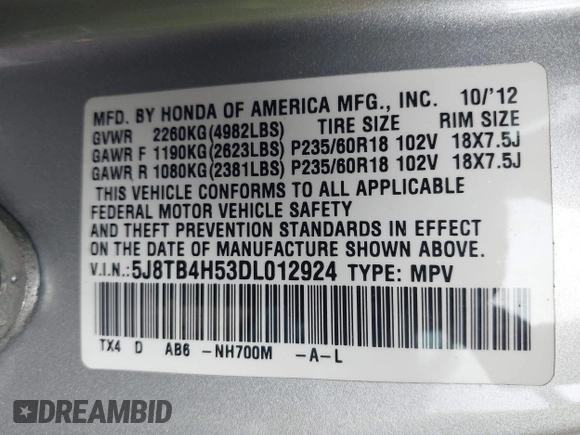 MFD. BY HONDA OF AMERICA MFG., INC. 10/'12
GVWR 2260KG(4982LBS) TIRE SIZE RIM SIZE
GAWR F 1190KG(2623LBS) P235/60R18 102V 18X7.5J
GAWR R 1080KG(2381LBS) P235/60R18 102V 18X7.5J
THIS VEHICLE CONFORMS TO ALL APPLICABLE
FEDERAL MOTOR VEHICLE SAFETY
AND THEFT PREVENTION STANDARDS IN EFFECT
ON THE DATE OF MANUFACTURE SHOWN ABOVE.
V.I.N.: 5J8TB4H53DL012924 TYPE: MPV
TX4 D AB6 -NH700M -A-L
DREAMBID